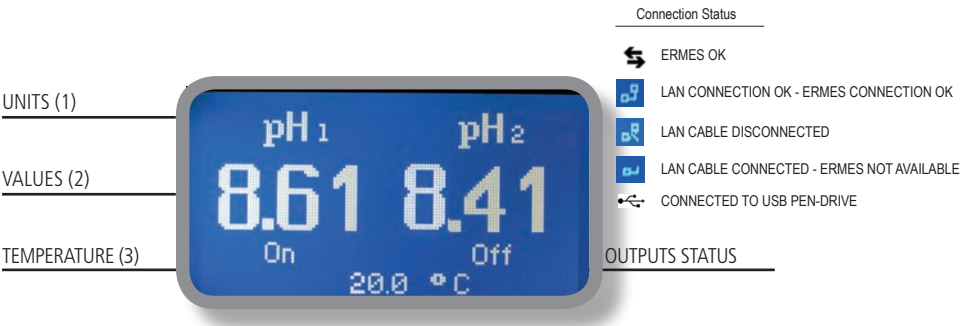 Connection Status
ERMES OK
LAN CONNECTION OK - ERMES CONNECTION OK
LAN CABLE DISCONNECTED
LAN CABLE CONNECTED - ERMES NOT AVAILABLE
CONNECTED TO USB PEN-DRIVE
UNITS (1)
VALUES (2)
TEMPERATURE (3)
pH 1 pH 2
8.61 8.41
On Off
20.0 °C
OUTPUTS STATUS